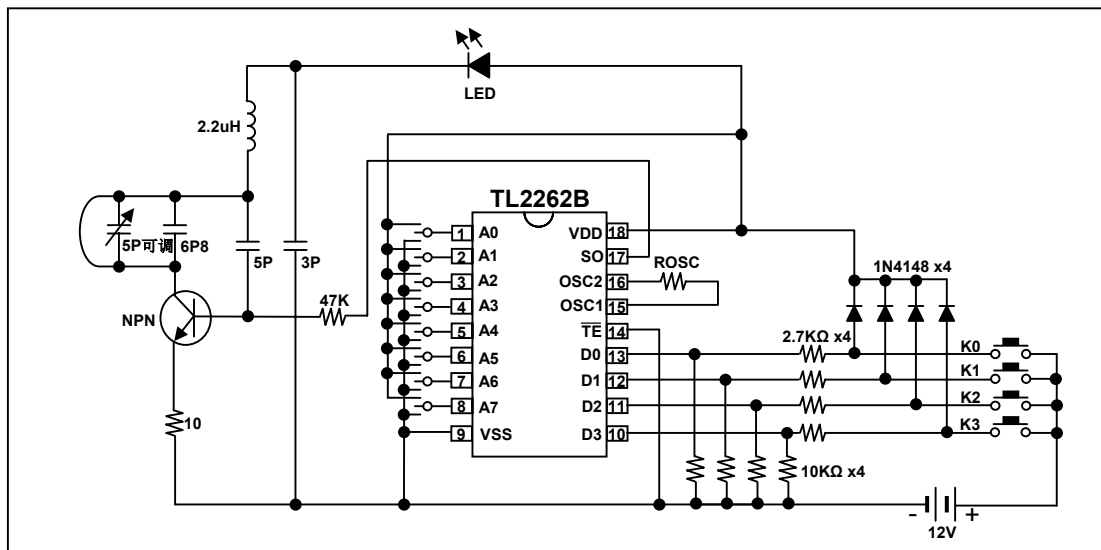 LED
2.2uH
5P可调
6P8
5P
3P
NPN
47K
10
TL2262B
1 A0
2 A1
3 A2
4 A3
5 A4
6 A5
7 A6
8 A7
9 VSS
VDD 18
SO 17
OSC2 16
OSC1 15
TE 14
D0 13
D1 12
D2 11
D3 10
ROSC
1N4148 x4
2.7KΩ x4
K0
K1
K2
K3
10KΩ x4
- +
12V